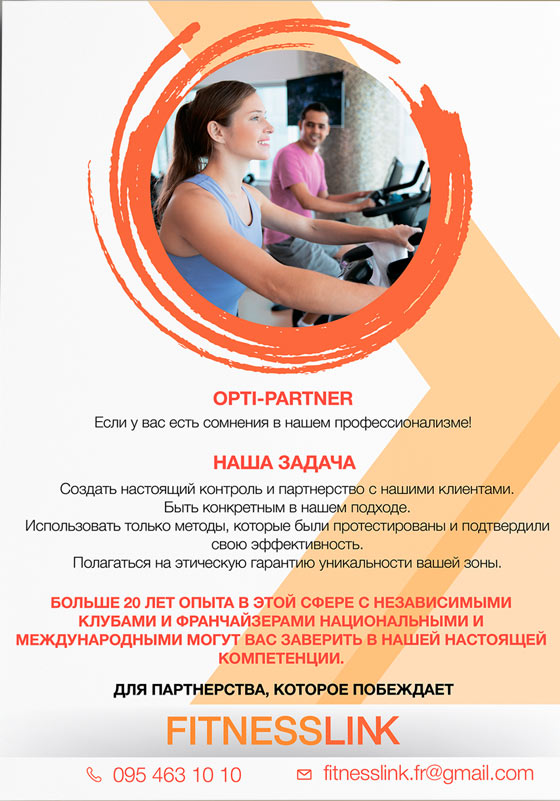 OPTI-PARTNER
Если у вас есть сомнения в нашем профессионализме!
НАША ЗАДАЧА
Создать настоящий контроль и партнерство с нашими клиентами.
Быть конкретным в нашем подходе.
Использовать только методы, которые были протестированы и подтвердили
свою эффективность.
Полагаться на этическую гарантию уникальности вашей зоны.
БОЛЬШЕ 20 ЛЕТ ОПЫТА В ЭТОЙ СФЕРЕ С НЕЗАВИСИМЫМИ
КЛУБАМИ И ФРАНЧАЙЗЕРАМИ НАЦИОНАЛЬНЫМИ И
МЕЖДУНАРОДНЫМИ МОГУТ ВАС ЗАВЕРИТЬ В НАШЕЙ НАСТОЯЩЕЙ
КОМПЕТЕНЦИИ.
ДЛЯ ПАРТНЕРСТВА, КОТОРОЕ ПОБЕЖДАЕТ
FITNESSLINK
095 463 10 10 fitnesslink.fr@gmail.com